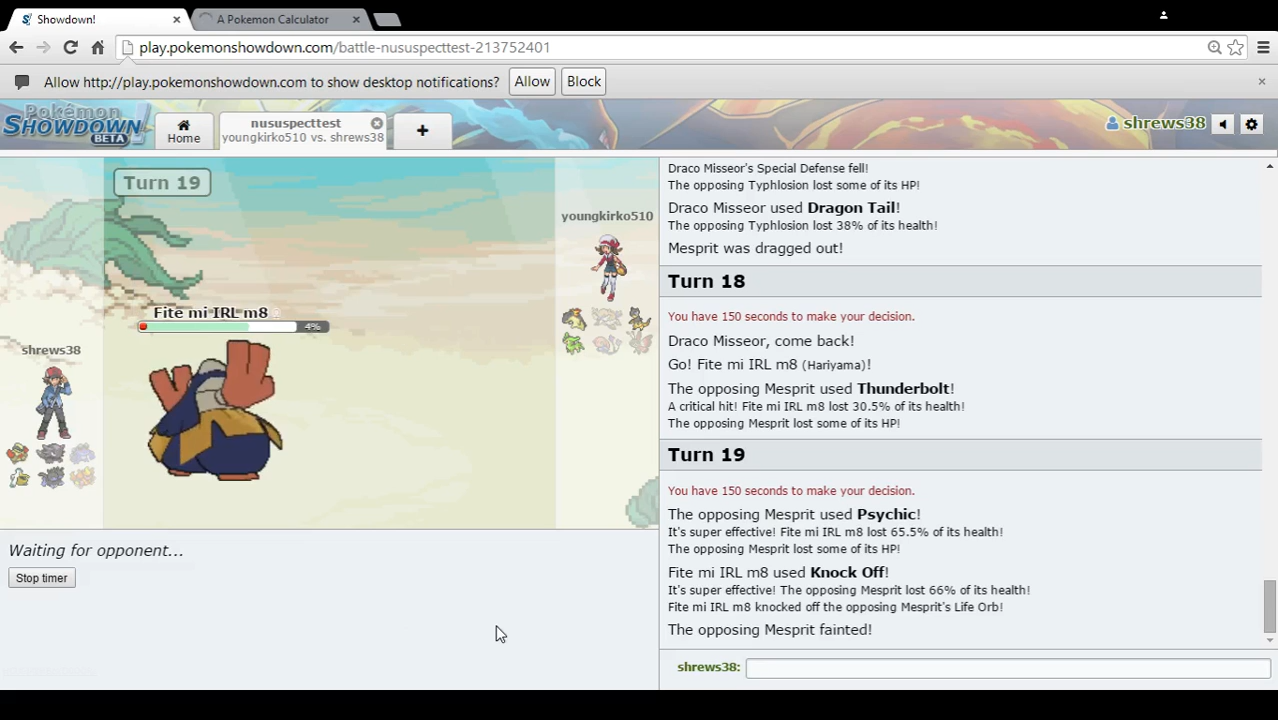 Showdown!
A Pokemon Calculator
play.pokemonshowdown.com/battle-nususpecttest-213752401
Allow http://play.pokemonshowdown.com to show desktop notifications?
Allow
Block
Pokémon
SHOWDOWN
BETA
Home
nususpecttest
youngkirko510 vs. shrews38
+
shrews38
Turn 19
youngkirko510
Fite mi IRL m8
4%
shrews38
Waiting for opponent...
Stop timer
Draco Misseor's Special Defense fell!
The opposing Typhlosion lost some of its HP!
Draco Misseor used Dragon Tail!
The opposing Typhlosion lost 38% of its health!
Mesprit was dragged out!
Turn 18
You have 150 seconds to make your decision.
Draco Misseor, come back!
Go! Fite mi IRL m8 (Hariyama)!
The opposing Mesprit used Thunderbolt!
A critical hit! Fite mi IRL m8 lost 30.5% of its health!
The opposing Mesprit lost some of its HP!
Turn 19
You have 150 seconds to make your decision.
The opposing Mesprit used Psychic!
It's super effective! Fite mi IRL m8 lost 65.5% of its health!
The opposing Mesprit lost some of its HP!
Fite mi IRL m8 used Knock Off!
It's super effective! The opposing Mesprit lost 66% of its health!
Fite mi IRL m8 knocked off the opposing Mesprit's Life Orb!
The opposing Mesprit fainted!
shrews38: